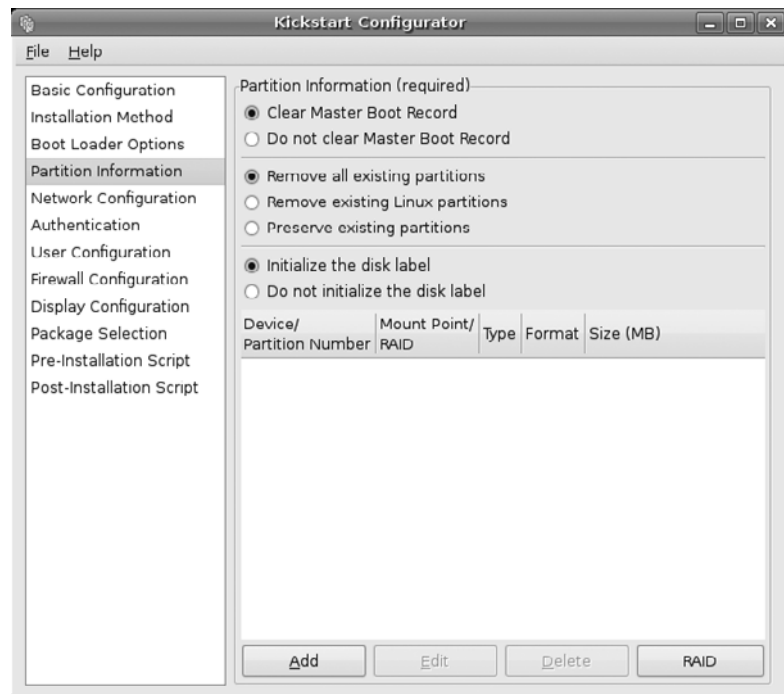 Kickstart Configurator
File Help
Basic Configuration
Installation Method
Boot Loader Options
Partition Information
Network Configuration
Authentication
User Configuration
Firewall Configuration
Display Configuration
Package Selection
Pre-Installation Script
Post-Installation Script
Partition Information (required)
Clear Master Boot Record
Do not clear Master Boot Record
Remove all existing partitions
Remove existing Linux partitions
Preserve existing partitions
Initialize the disk label
Do not initialize the disk label
Device/
Partition Number
Mount Point/
RAID
Type
Format
Size (MB)
Add
Edit
Delete
RAID